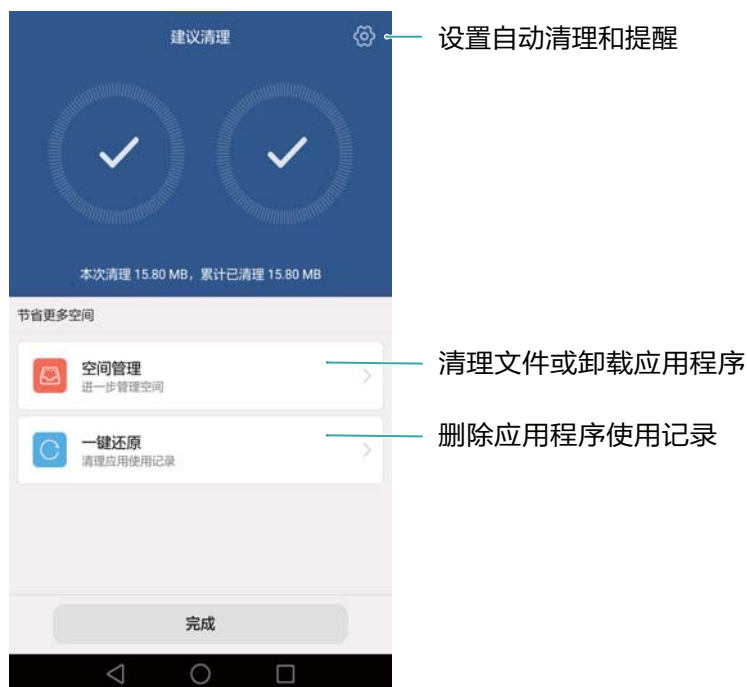 建议清理
设置自动清理和提醒
本次清理 15.80 MB，累计已清理 15.80 MB
节省更多空间
空间管理
进一步管理空间
清理文件或卸载应用程序
一键还原
清理应用使用记录
删除应用程序使用记录
完成